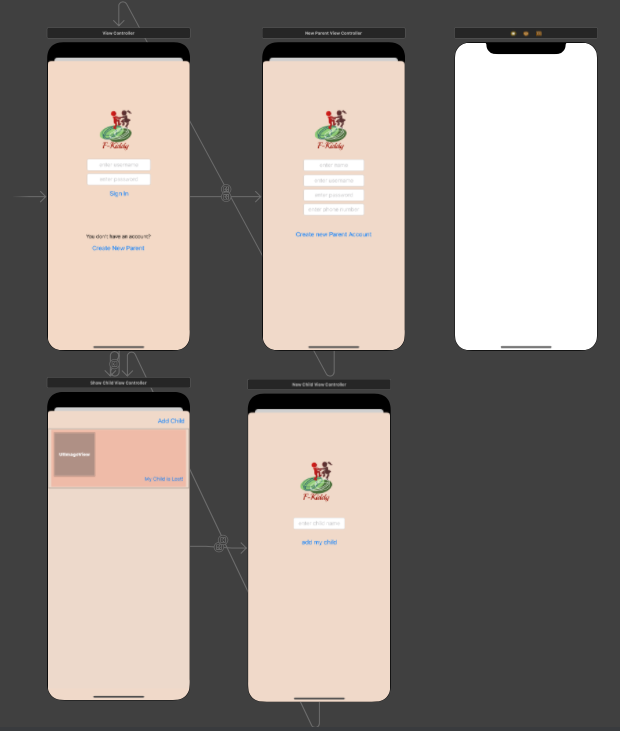 View Controller
New Parent View Controller
F-Kiddy
enter username
enter password
Sign In
You don't have an account?
Create New Parent
F-Kiddy
enter name
enter username
enter password
enter phone number
Create new Parent Account
Show Child View Controller
New Child View Controller
Add Child
UIImageView
My Child is Lost!
F-Kiddy
enter child name
add my child